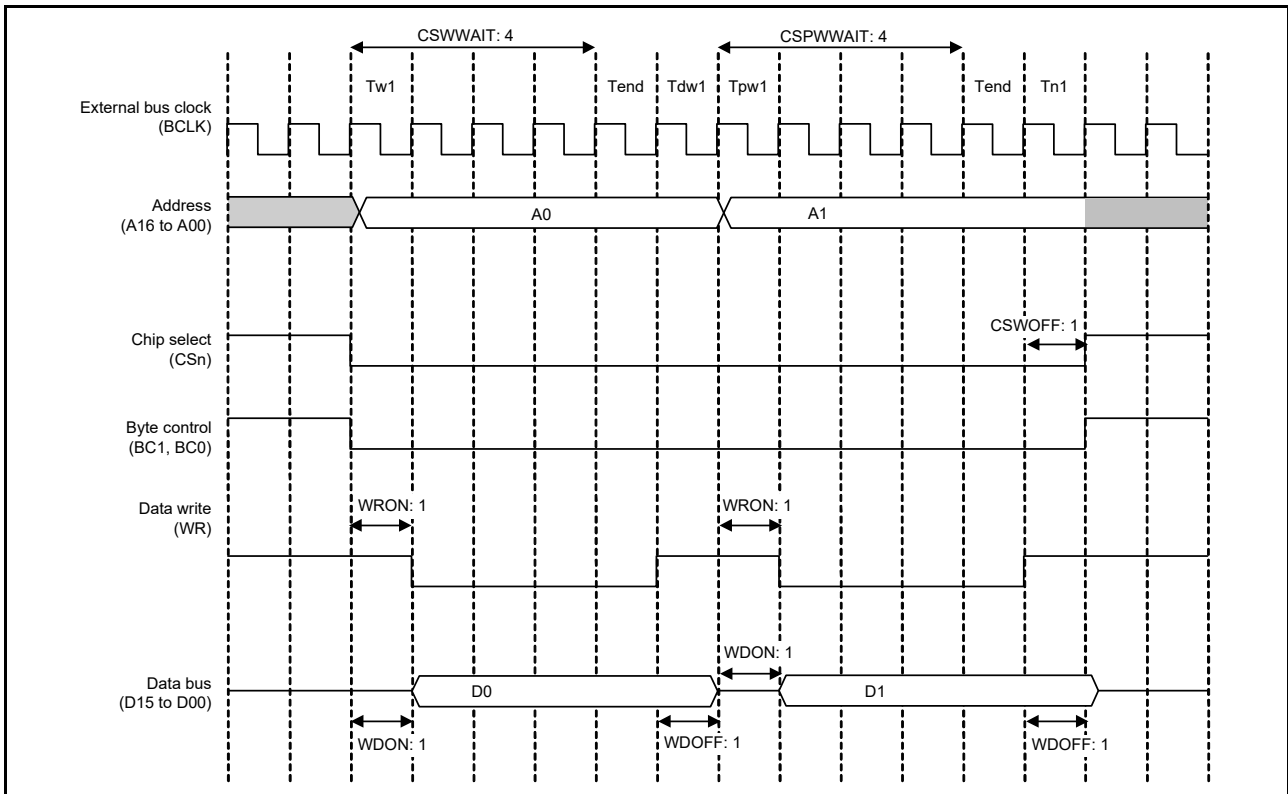 CSWWAIT: 4
CSPWWAIT: 4
Tw1
Tend
Tdw1
Tpw1
Tend
Tn1
External bus clock
(BCLK)
Address
(A16 to A00)
A0
A1
CSWOFF: 1
Chip select
(CSn)
Byte control
(BC1, BC0)
Data write
(WR)
WRON: 1
WRON: 1
WDON: 1
Data bus
(D15 to D00)
D0
D1
WDON: 1
WDOFF: 1
WDOFF: 1